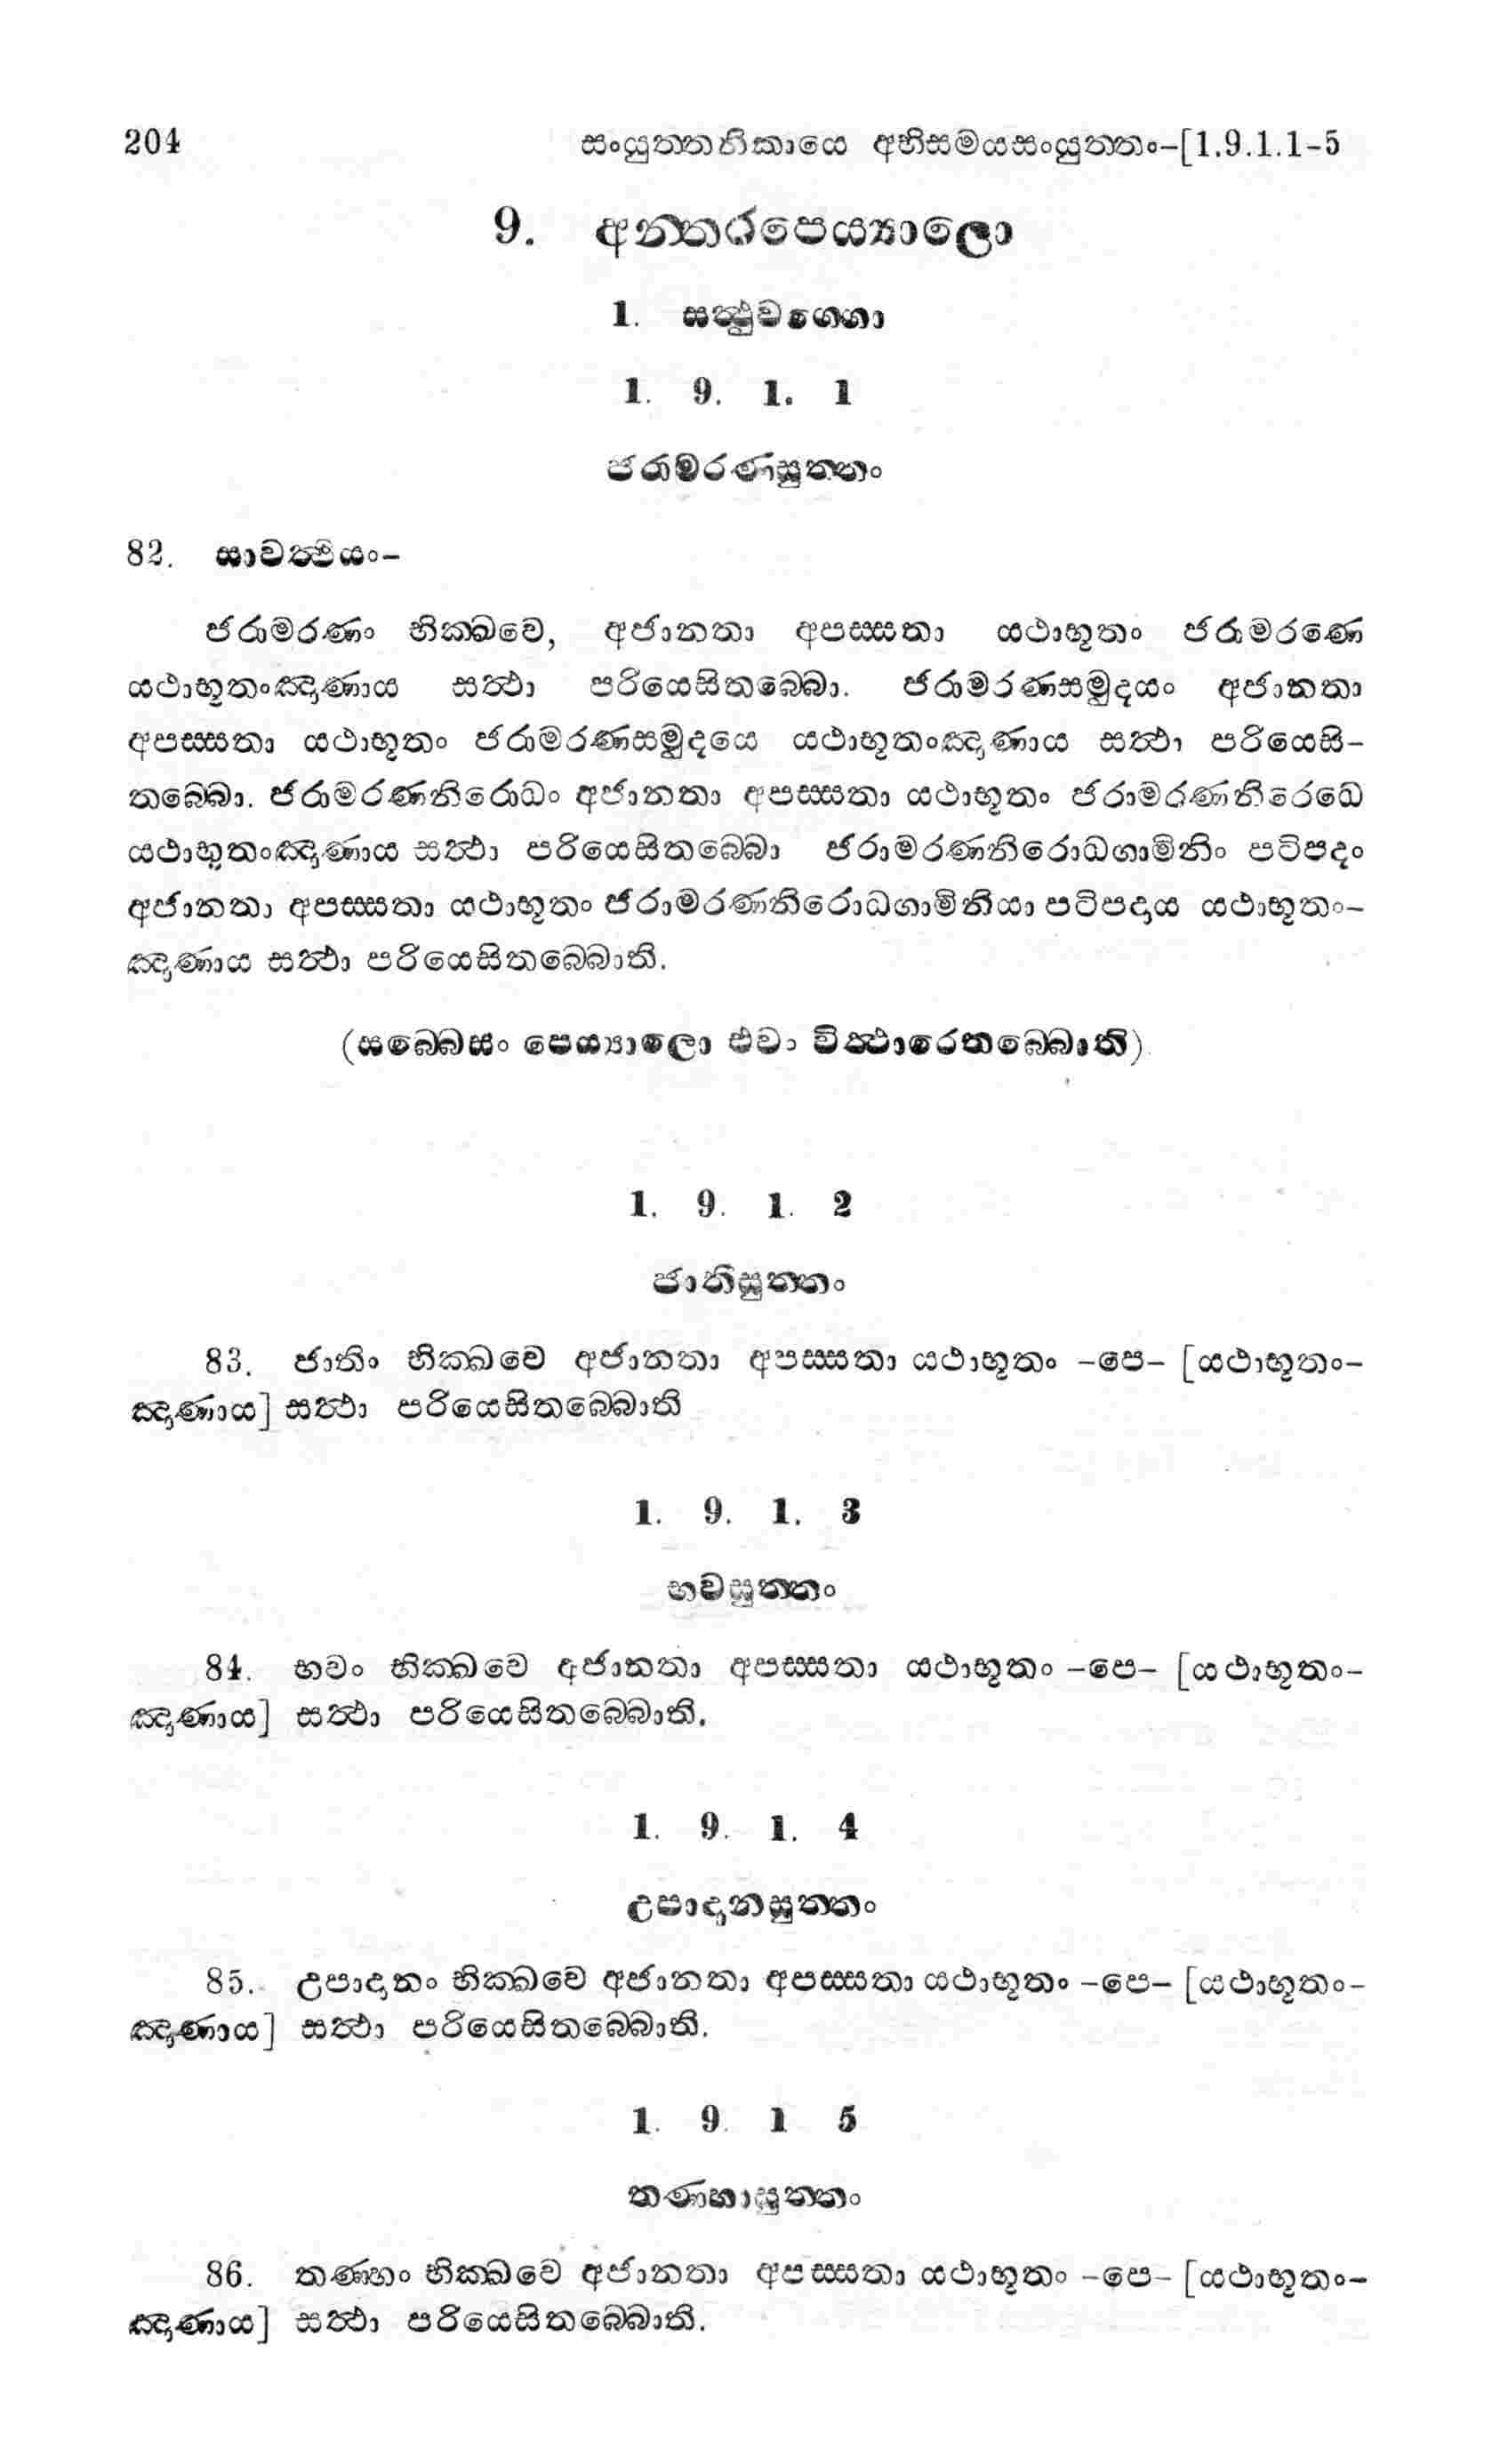 204 සංයුත්තනිකායෙ අභිසමයසංයුත්තං-[1.9.1.1-5
9. අන්තරපෙය්‍යාලො
1. සත්‍ථුවග්ගො
1. 9. 1. 1
ජරාමරණසුත්තං
82. සාවත්‍ථියං-
ජරාමරණං භික්ඛවෙ, අජානතා අපස්සතා යථාභූතං ජරාමරණෙ
යථාභූතංඤාණාය සත්‍ථා පරියෙසිතබ්බො. ජරාමරණසමුදයං අජානතා
අපස්සතා යථාභූතං ජරාමරණසමුදයෙ යථාභූතංඤාණාය සත්‍ථා පරියෙසි-
තබ්බො. ජරාමරණනිරොධං අජානතා අපස්සතා යථාභූතං ජරාමරණනිරෙධෙ
යථාභූතංඤාණාය සත්‍ථා පරියෙසිතබ්බො ජරාමරණනිරොධගාමිනිං පටිපදං
අජානතා අපස්සතා යථාභූතං ජරාමරණනිරොධගාමිනියා පටිපදාය යථාභූතං-
ඤාණාය සත්‍ථා පරියෙසිතබ්බොති.
(සබ්බෙසං පෙය්‍යාලො එවං විත්‍ථාරෙතබ්බොති)
1. 9. 1. 2
ජාතිසුත්තං
83. ජාතිං භික්ඛවෙ අජානතා අපස්සතා යථාභූතං -පෙ- [යථාභූතං-
ඤාණාය] සත්‍ථා පරියෙසිතබ්බොති
1. 9. 1. 3
භවසුත්තං
84. භවං භික්ඛවෙ අජානතා අපස්සතා යථාභූතං -පෙ- [යථාභූතං-
ඤාණාය] සත්‍ථා පරියෙසිතබ්බොති.
1. 9. 1. 4
උපාදානසුත්තං
85. උපාදානං භික්ඛවෙ අජානතා අපස්සතා යථාභූතං -පෙ- [යථාභූතං-
ඤාණාය] සත්‍ථා පරියෙසිතබ්බොති.
1. 9. 1 5
තණ්හාසුත්තං
86. තණ්හං භික්ඛවෙ අජානතා අපස්සතා යථාභූතං -පෙ- [යථාභූතං-
ඤාණාය] සත්‍ථා පරියෙසිතබ්බොති.